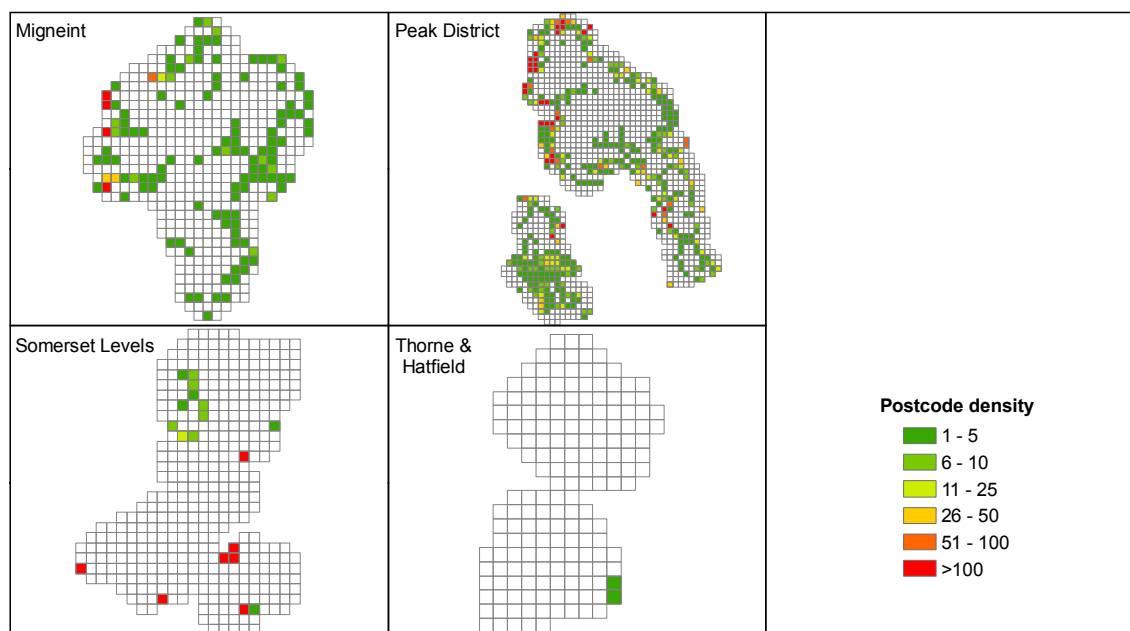 Migneint
Peak District
Somerset Levels
Thorne &
Hatfield
Postcode density
1 - 5
6 - 10
11 - 25
26 - 50
51 - 100
>100